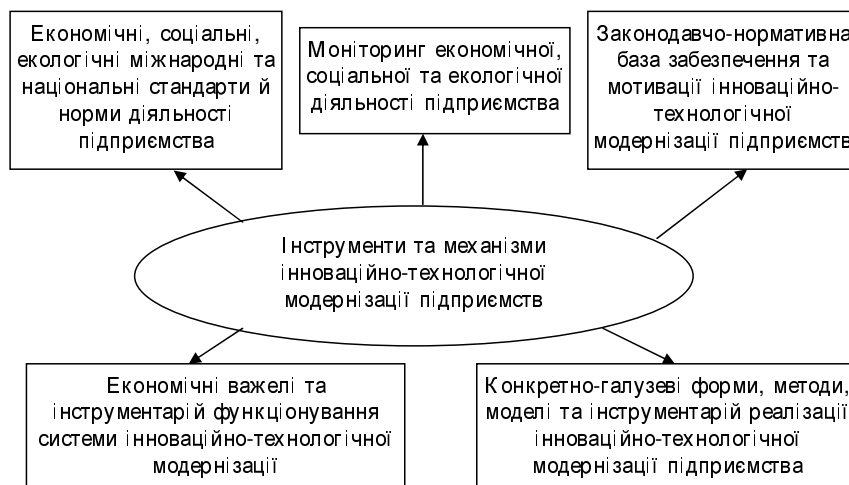 Економічні, соціальні,
екологічні міжнародні та
національні стандарти й
норми діяльності
підприємства
Моніторинг економічної,
соціальної та екологічної
діяльності підприємства
Законодавчо-нормативна
база забезпечення та
мотивації інноваційно-
технологічної
модернізації підприємств
Інструменти та механізми
інноваційно-технологічної
модернізації підприємств
Економічні важелі та
інструментарій функціонування
системи інноваційно-технологічної
модернізації
Конкретно-галузеві форми, методи,
моделі та інструментарій реалізації
інноваційно-технологічної
модернізації підприємства